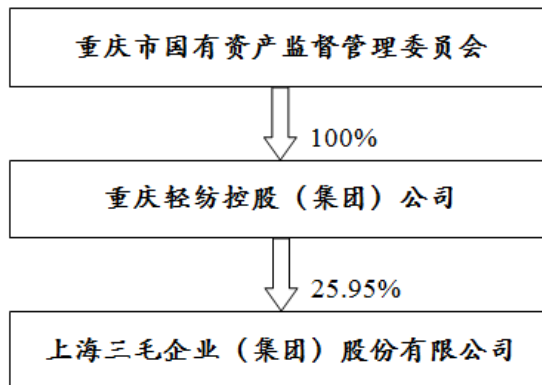 重庆市国有资产监督管理委员会
100%
重庆轻纺控股（集团）公司
25.95%
上海三毛企业（集团）股份有限公司